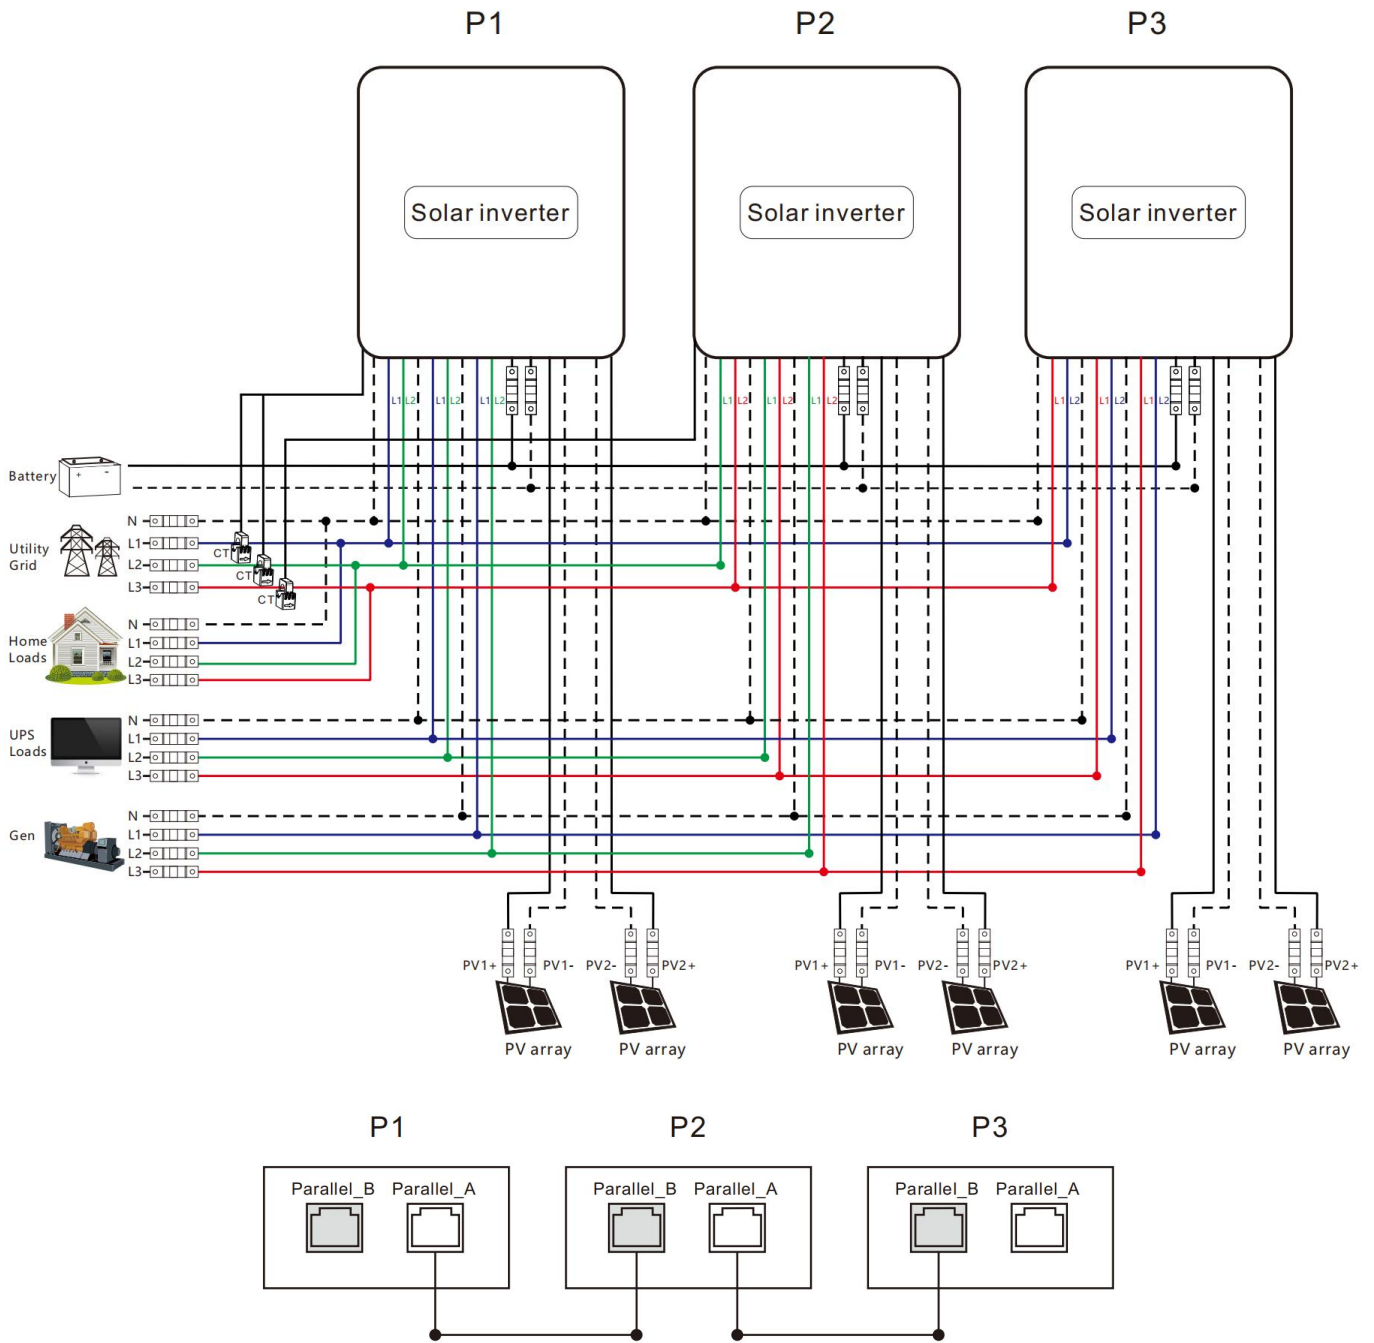 P1 P2 P3
Solar inverter Solar inverter Solar inverter
L1 L2 L1 L2 L1 L2 L1 L2 L1 L2 L1 L2 L1 L2 L1 L2 L1 L2
Battery
+ -
N
Utility
Grid
L1
CT
L2
CT
L3
CT
Home
Loads
N
L1
L2
L3
UPS
Loads
N
L1
L2
L3
Gen
N
L1
L2
L3
PV1+ PV1- PV2- PV2+ PV1+ PV1- PV2- PV2+ PV1+ PV1- PV2- PV2+
PV array PV array PV array PV array PV array PV array
P1 P2 P3
Parallel_B Parallel_A Parallel_B Parallel_A Parallel_B Parallel_A